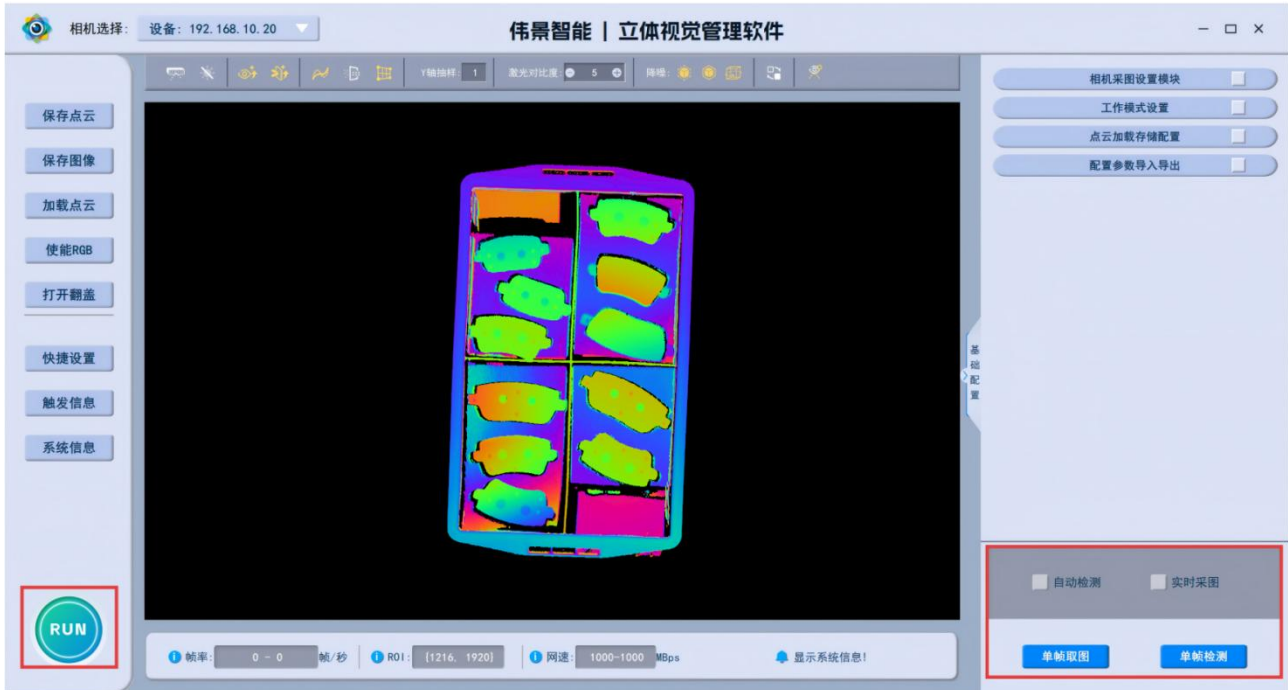 相机选择: 设备: 192.168.10.20
伟景智能 | 立体视觉管理软件
Y轴抽样 1 激光对比度 5 降噪:
保存点云
保存图像
加载点云
使能RGB
打开翻盖
快捷设置
触发信息
系统信息
RUN
相机采图设置模块
工作模式设置
点云加载存储配置
配置参数导入导出
基础配置
自动检测 实时采图
单帧取图 单帧检测
帧率: 0 - 0 帧/秒 ROI: {1216, 1920} 网速: 1000-1000 MBps 显示系统信息!